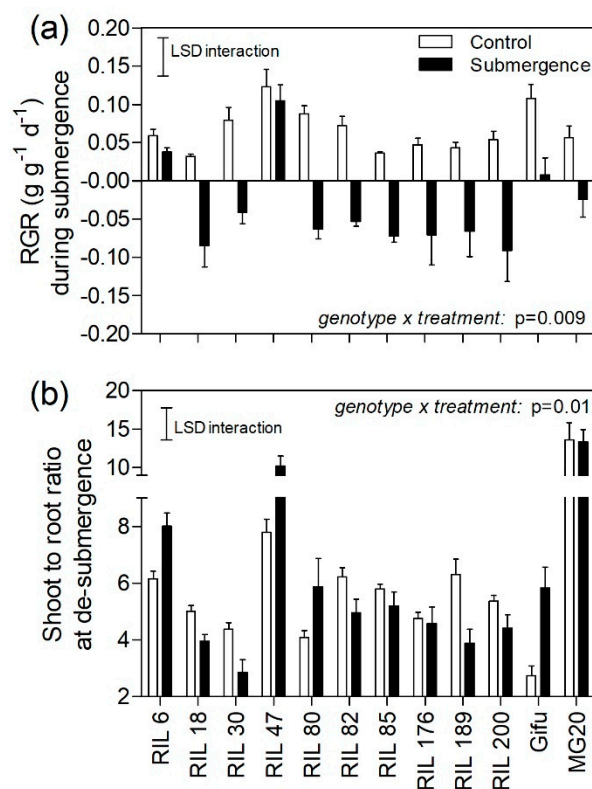 (a)
0.20
0.15
0.10
0.05
-0.00
-0.05
-0.10
-0.15
-0.20
RGR (g g⁻¹ d⁻¹)
during submergence
LSD interaction
Control
Submergence
genotype x treatment: p=0.009
(b)
20
15
10
8
6
4
2
Shoot to root ratio
at de-submergence
genotype x treatment: p=0.01
LSD interaction
RIL 6
RIL 18
RIL 30
RIL 47
RIL 80
RIL 82
RIL 85
RIL 176
RIL 189
RIL 200
Gifu
MG20